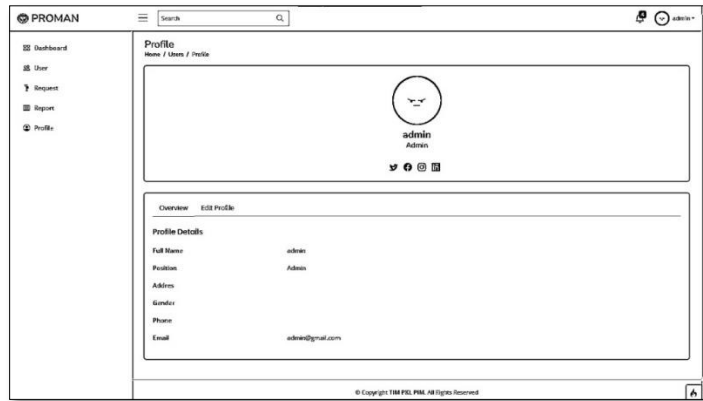 PROMAN
Search
4
admin
Dashboard
User
Request
Report
Profile
Profile
Home / Users / Profile
admin
Admin
Overview Edit Profile
Profile Details
Full Name admin
Position Admin
Addres
Gender
Phone
Email admin@gmail.com
© Copyright TIM PKL PIM. All Rights Reserved